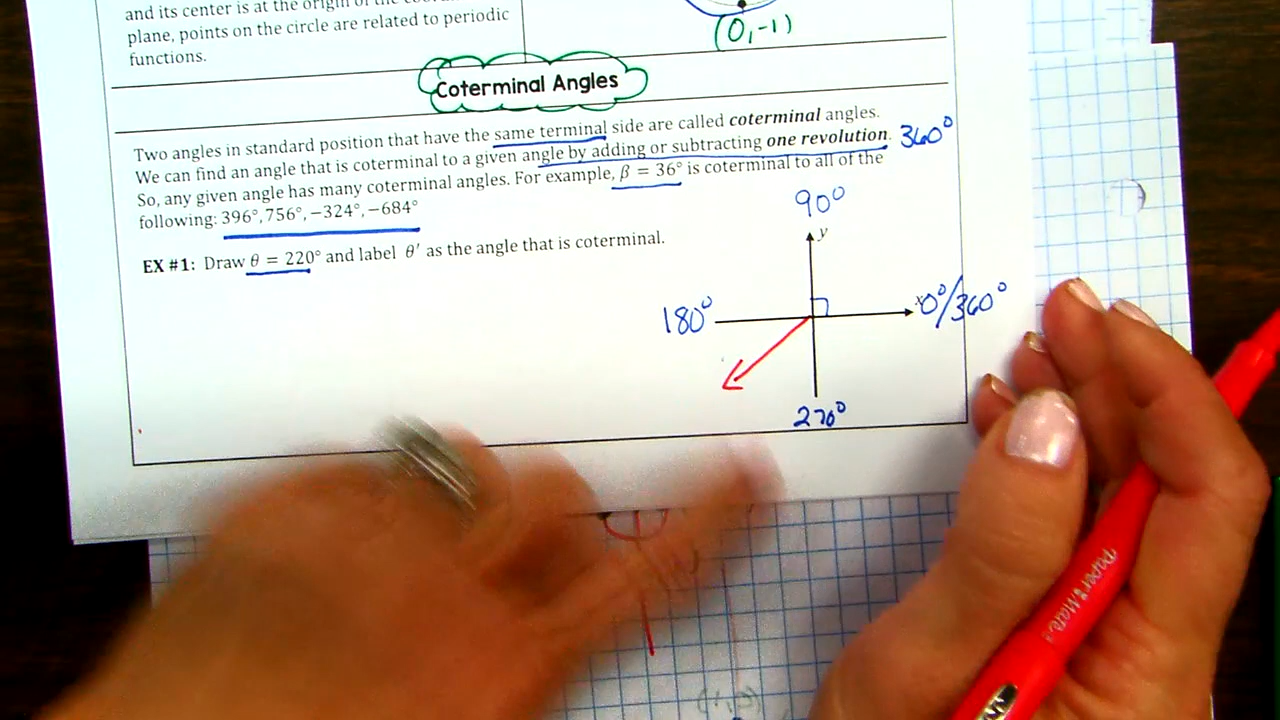 and its center is at the origin of the
plane, points on the circle are related to periodic
functions.
(0,-1)
Coterminal Angles
Two angles in standard position that have the same terminal side are called coterminal angles.
We can find an angle that is coterminal to a given angle by adding or subtracting one revolution. 360°
So, any given angle has many coterminal angles. For example, β = 36° is coterminal to all of the
following: 396°, 756°, −324°, −684°
EX #1: Draw θ = 220° and label θ′ as the angle that is coterminal.
90°
y
180°
x
0°/360°
270°
Paper Mate